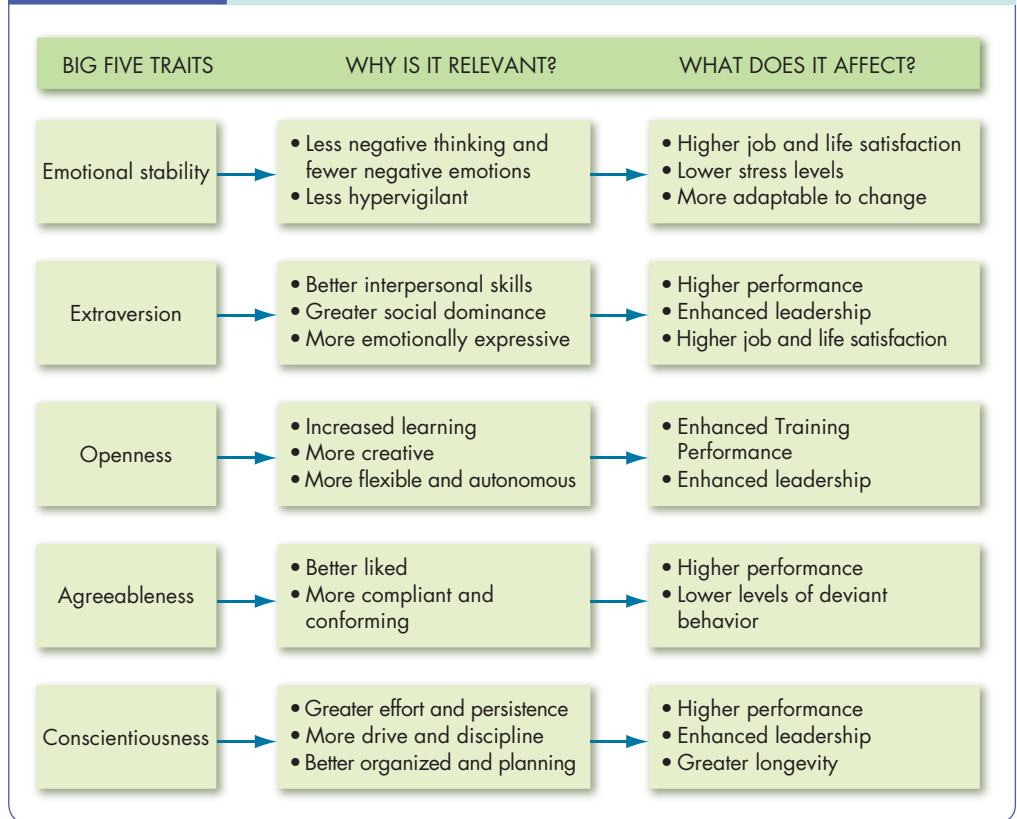 BIG FIVE TRAITS
WHY IS IT RELEVANT?
WHAT DOES IT AFFECT?
Emotional stability
• Less negative thinking and
fewer negative emotions
• Less hypervigilant
• Higher job and life satisfaction
• Lower stress levels
• More adaptable to change
Extraversion
• Better interpersonal skills
• Greater social dominance
• More emotionally expressive
• Higher performance
• Enhanced leadership
• Higher job and life satisfaction
Openness
• Increased learning
• More creative
• More flexible and autonomous
• Enhanced Training
Performance
• Enhanced leadership
Agreeableness
• Better liked
• More compliant and
conforming
• Higher performance
• Lower levels of deviant
behavior
Conscientiousness
• Greater effort and persistence
• More drive and discipline
• Better organized and planning
• Higher performance
• Enhanced leadership
• Greater longevity